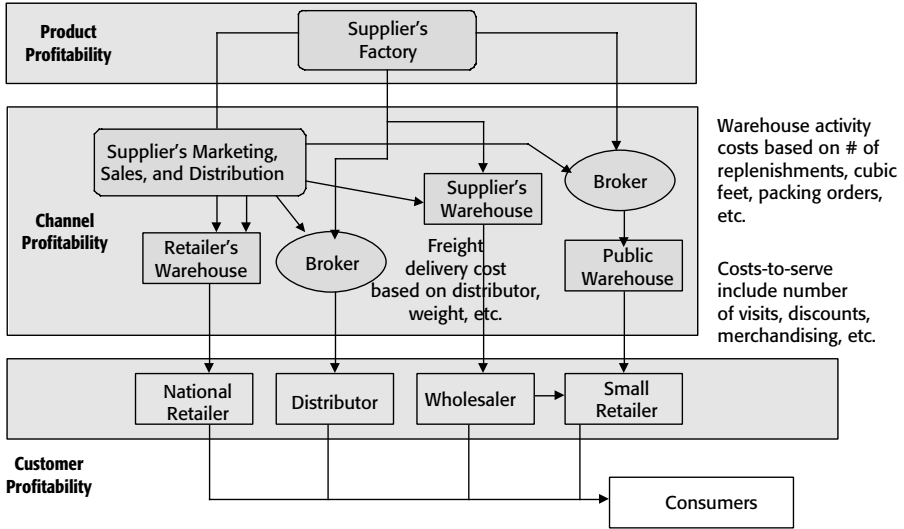 Product
Profitability
Supplier's
Factory
Supplier's Marketing,
Sales, and Distribution
Channel
Profitability
Retailer's
Warehouse
Broker
Supplier's
Warehouse
Freight
delivery cost
based on distributor,
weight, etc.
Broker
Public
Warehouse
Warehouse activity
costs based on # of
replenishments, cubic
feet, packing orders,
etc.
Costs-to-serve
include number
of visits, discounts,
merchandising, etc.
National
Retailer
Distributor
Wholesaler
Small
Retailer
Customer
Profitability
Consumers